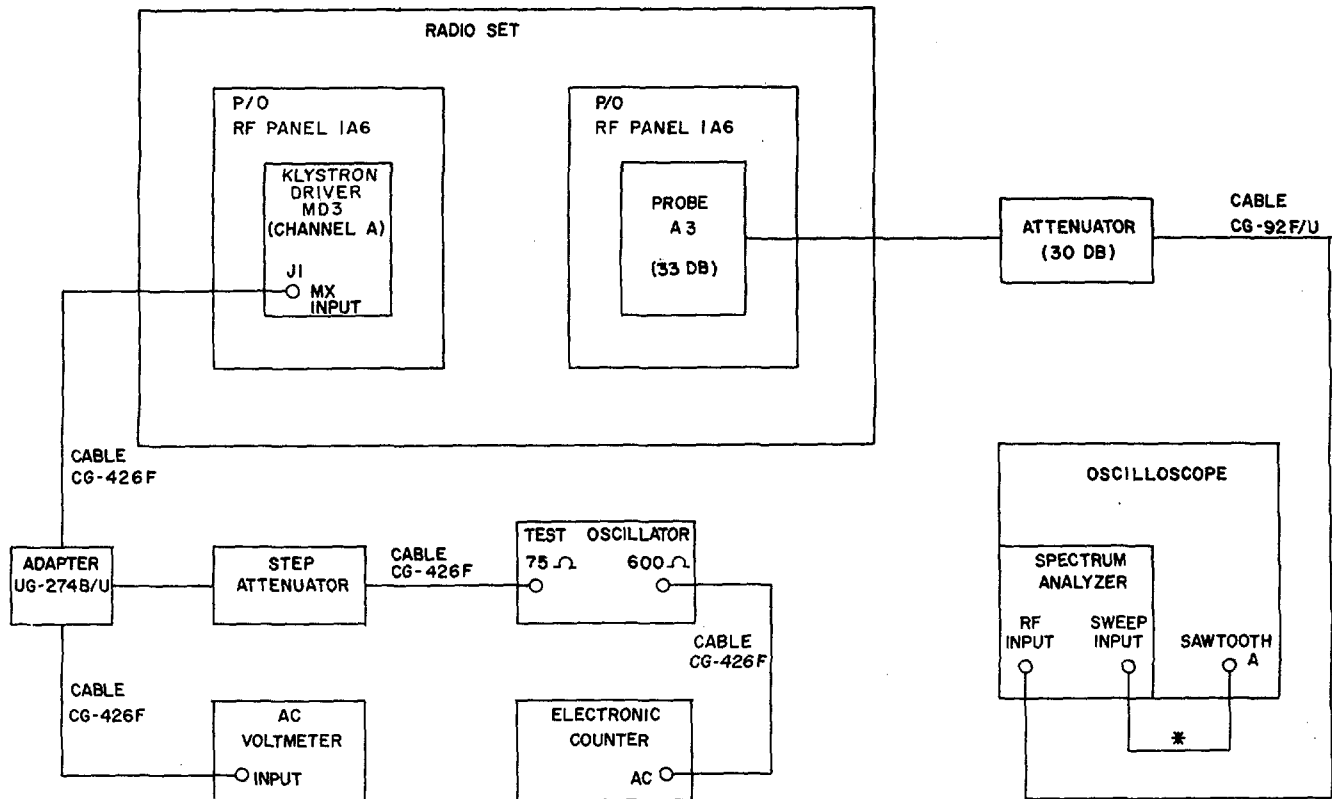 RADIO SET
P/O
RF PANEL 1A6
KLYSTRON
DRIVER
MD3
(CHANNEL A)
J1
MX
INPUT
P/O
RF PANEL 1A6
PROBE
A3
(33 DB)
ATTENUATOR
(30 DB)
CABLE
CG-92F/U
CABLE
CG-426F
ADAPTER
UG-274B/U
STEP
ATTENUATOR
CABLE
CG-426F
TEST OSCILLATOR
75 Ω 600 Ω
CABLE
CG-426F
CABLE
CG-426F
AC
VOLTMETER
INPUT
ELECTRONIC
COUNTER
AC
OSCILLOSCOPE
SPECTRUM
ANALYZER
RF
INPUT
SWEEP
INPUT
SAWTOOTH
A
*